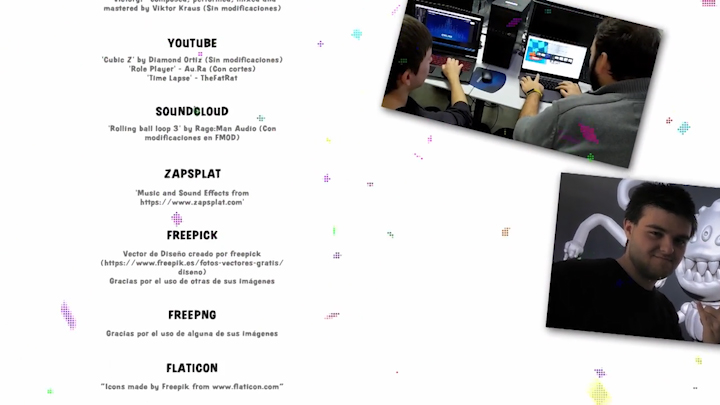 Victory!' composed, performed, mixed and
mastered by Viktor Kraus (Sin modificaciones)
YOUTUBE
'Cubic Z' by Diamond Ortiz (Sin modificaciones)
'Role Player' - Au.Ra (Con cortes)
'Time Lapse' - TheFatRat
SOUNDCLOUD
'Rolling ball loop 3' by Rage:Man Audio (Con
modificaciones en FMOD)
ZAPSPLAT
'Music and Sound Effects from
https://www.zapsplat.com'
FREEPICK
Vector de Diseño creado por freepick
(https://www.freepik.es/fotos-vectores-gratis/
diseno)
Gracias por el uso de otras de sus imágenes
FREEPNG
Gracias por el uso de alguna de sus imágenes
FLATICON
"Icons made by Freepik from www.flaticon.com"